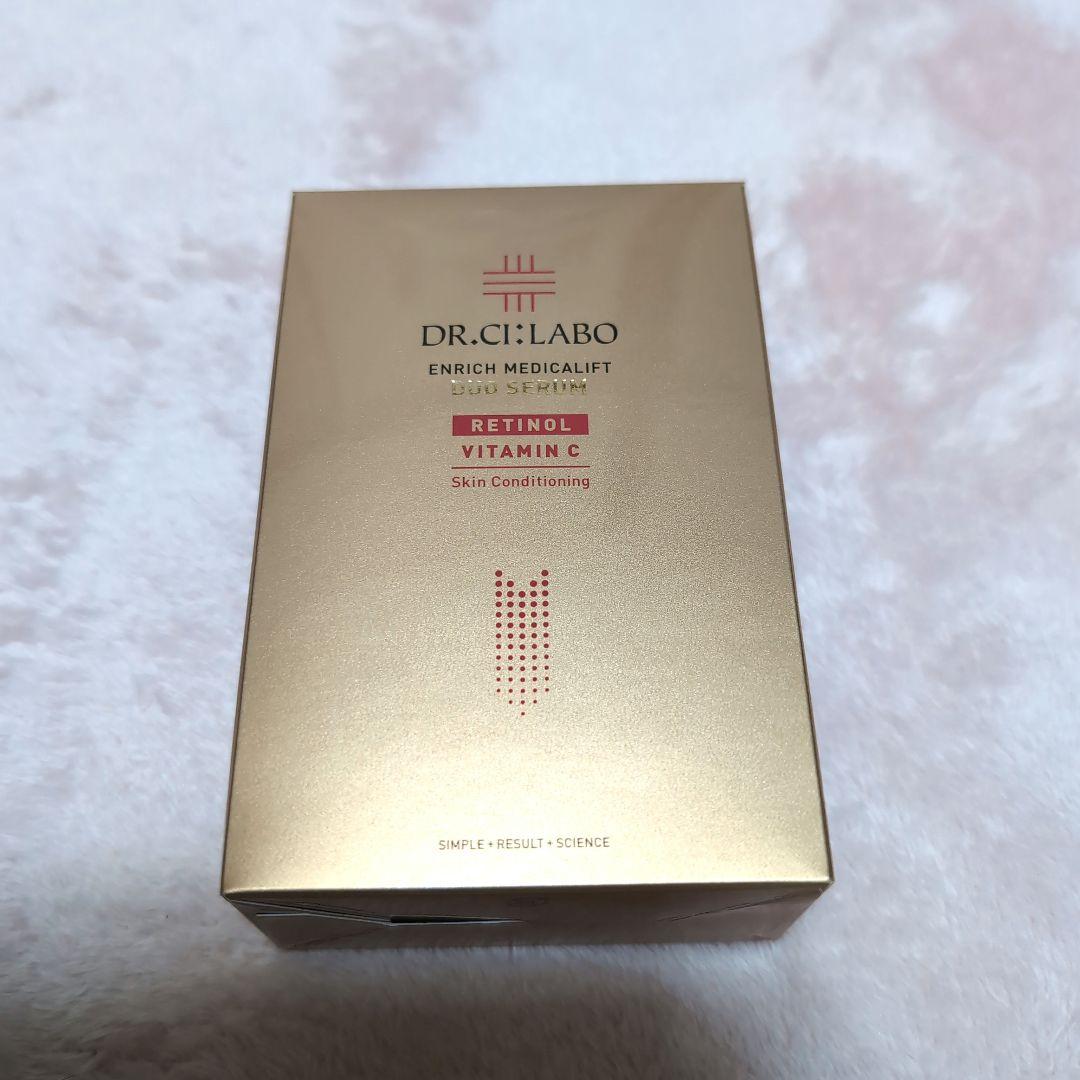 DR.CI:LABO
ENRICH MEDICALIFT
DUO SERUM
RETINOL
VITAMIN C
Skin Conditioning
SIMPLE + RESULT + SCIENCE